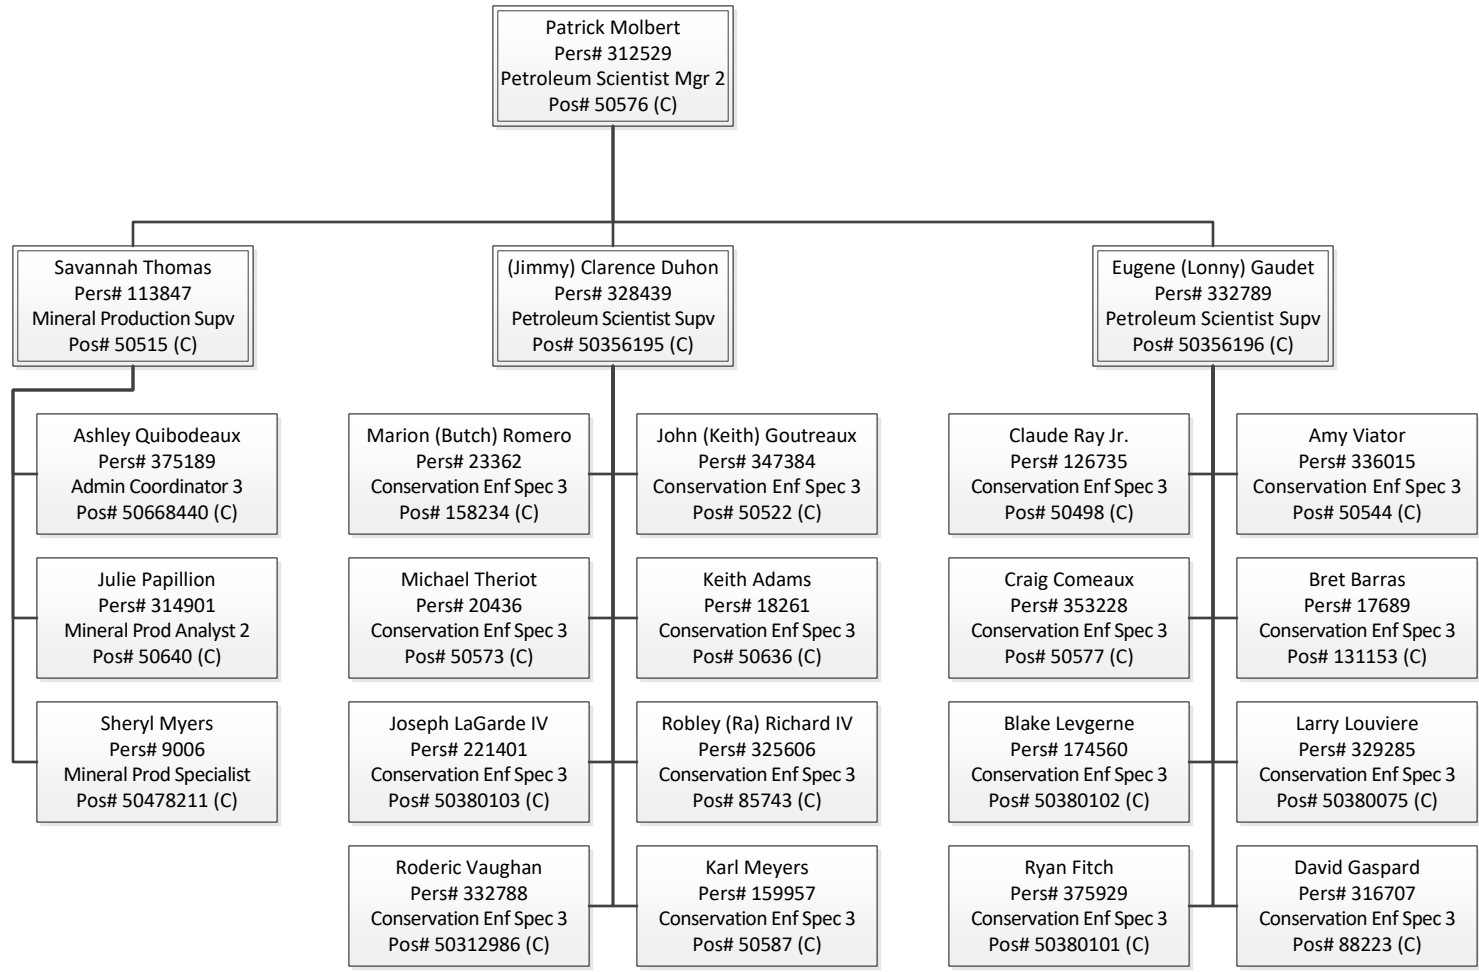 Patrick Molbert
Pers# 312529
Petroleum Scientist Mgr 2
Pos# 50576 (C)
Savannah Thomas
Pers# 113847
Mineral Production Supv
Pos# 50515 (C)
(Jimmy) Clarence Duhon
Pers# 328439
Petroleum Scientist Supv
Pos# 50356195 (C)
Eugene (Lonny) Gaudet
Pers# 332789
Petroleum Scientist Supv
Pos# 50356196 (C)
Ashley Quibodeaux
Pers# 375189
Admin Coordinator 3
Pos# 50668440 (C)
Julie Papillion
Pers# 314901
Mineral Prod Analyst 2
Pos# 50640 (C)
Sheryl Myers
Pers# 9006
Mineral Prod Specialist
Pos# 50478211 (C)
Marion (Butch) Romero
Pers# 23362
Conservation Enf Spec 3
Pos# 158234 (C)
John (Keith) Goutreaux
Pers# 347384
Conservation Enf Spec 3
Pos# 50522 (C)
Michael Theriot
Pers# 20436
Conservation Enf Spec 3
Pos# 50573 (C)
Keith Adams
Pers# 18261
Conservation Enf Spec 3
Pos# 50636 (C)
Joseph LaGarde IV
Pers# 221401
Conservation Enf Spec 3
Pos# 50380103 (C)
Robley (Ra) Richard IV
Pers# 325606
Conservation Enf Spec 3
Pos# 85743 (C)
Roderic Vaughan
Pers# 332788
Conservation Enf Spec 3
Pos# 50312986 (C)
Karl Meyers
Pers# 159957
Conservation Enf Spec 3
Pos# 50587 (C)
Claude Ray Jr.
Pers# 126735
Conservation Enf Spec 3
Pos# 50498 (C)
Amy Viator
Pers# 336015
Conservation Enf Spec 3
Pos# 50544 (C)
Craig Comeaux
Pers# 353228
Conservation Enf Spec 3
Pos# 50577 (C)
Bret Barras
Pers# 17689
Conservation Enf Spec 3
Pos# 131153 (C)
Blake Levgerne
Pers# 174560
Conservation Enf Spec 3
Pos# 50380102 (C)
Larry Louviere
Pers# 329285
Conservation Enf Spec 3
Pos# 50380075 (C)
Ryan Fitch
Pers# 375929
Conservation Enf Spec 3
Pos# 50380101 (C)
David Gaspard
Pers# 316707
Conservation Enf Spec 3
Pos# 88223 (C)